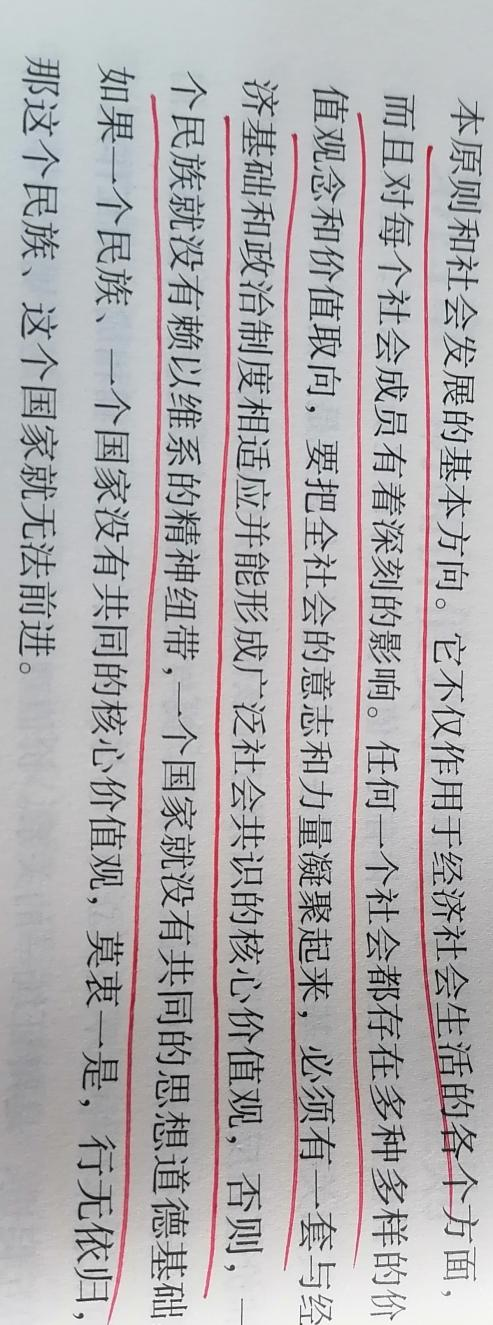 本原则和社会发展的基本方向。它不仅作用于经济社会生活的各个方面，
而且对每个社会成员有着深刻的影响。任何一个社会都存在多种多样的价
值观念和价值取向，要把全社会的意志和力量凝聚起来，必须有一套与经
济基础和政治制度相适应并能形成广泛社会共识的核心价值观，否则，一
个民族就没有赖以维系的精神纽带，一个国家就没有共同的思想道德基础
如果一个民族、一个国家没有共同的核心价值观，莫衷一是，行无依归，
那这个民族、这个国家就无法前进。